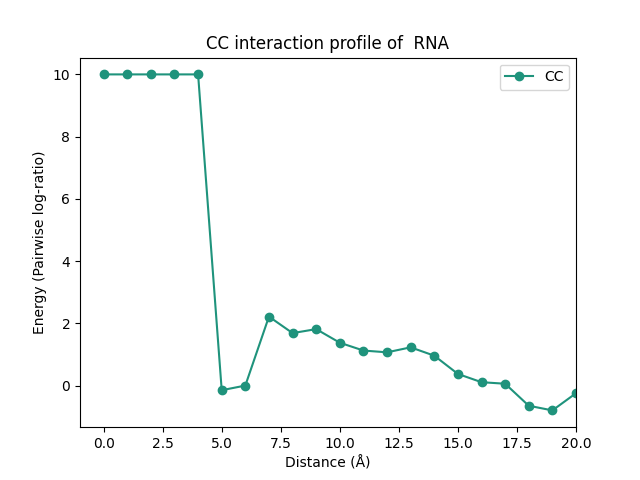 CC interaction profile of  RNA
CC
Energy (Pairwise log-ratio)
10
8
6
4
2
0
0.0 2.5 5.0 7.5 10.0 12.5 15.0 17.5 20.0
Distance (Å)